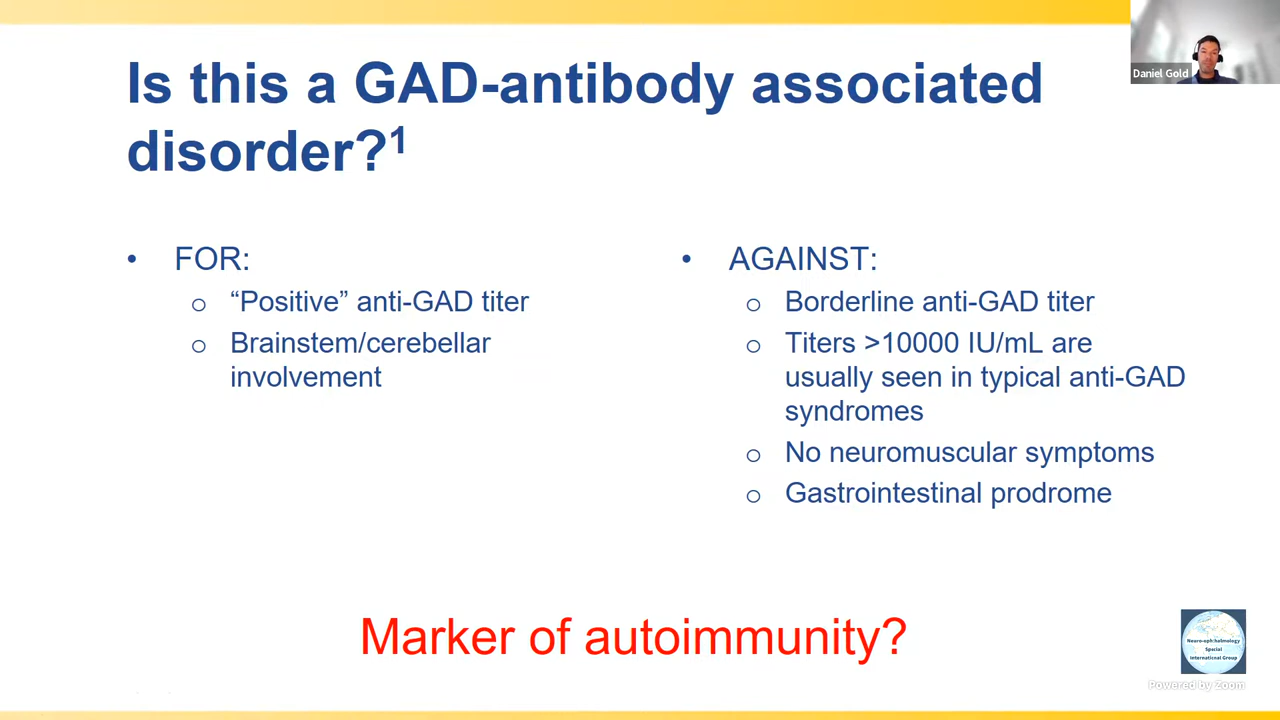 Daniel Gold
Is this a GAD-antibody associated
disorder?¹
• FOR:
o “Positive” anti-GAD titer
o Brainstem/cerebellar
involvement
• AGAINST:
o Borderline anti-GAD titer
o Titers >10000 IU/mL are
usually seen in typical anti-GAD
syndromes
o No neuromuscular symptoms
o Gastrointestinal prodrome
Marker of autoimmunity?
Neuro-ophthalmology
Special
International Group
Powered by Zoom